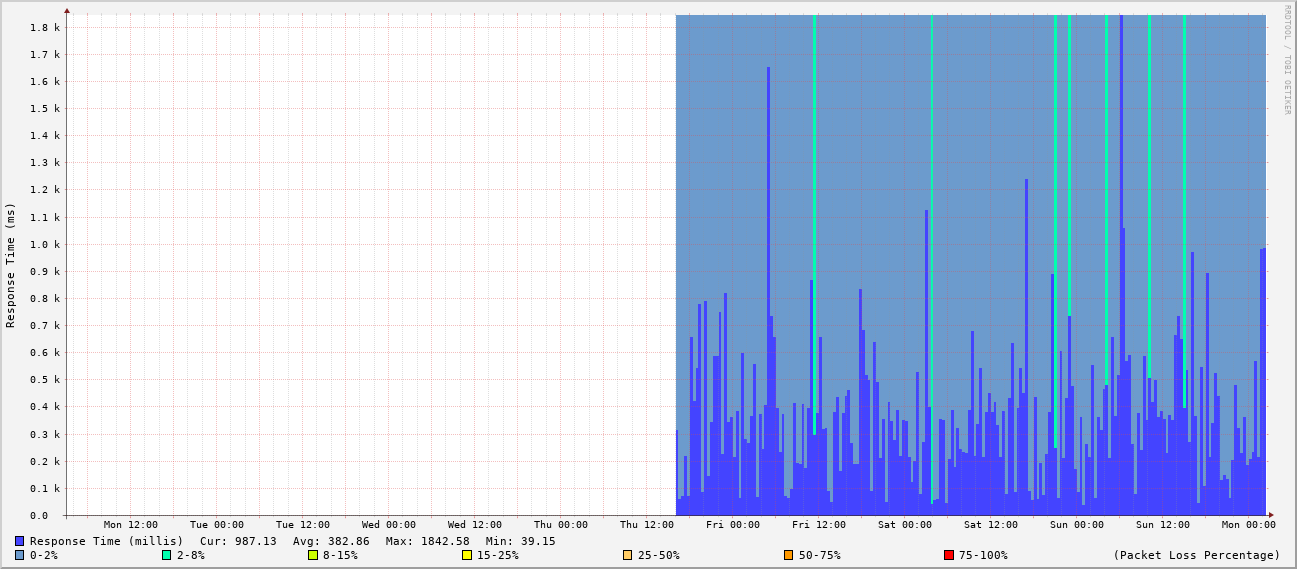 RRDTOOL / TOBI OETIKER
Response Time (ms)
1.8 k
1.7 k
1.6 k
1.5 k
1.4 k
1.3 k
1.2 k
1.1 k
1.0 k
0.9 k
0.8 k
0.7 k
0.6 k
0.5 k
0.4 k
0.3 k
0.2 k
0.1 k
0.0
Mon 12:00 Tue 00:00 Tue 12:00 Wed 00:00 Wed 12:00 Thu 00:00 Thu 12:00 Fri 00:00 Fri 12:00 Sat 00:00 Sat 12:00 Sun 00:00 Sun 12:00 Mon 00:00
Response Time (millis) Cur: 987.13 Avg: 382.86 Max: 1842.58 Min: 39.15
0-2% 2-8% 8-15% 15-25% 25-50% 50-75% 75-100% (Packet Loss Percentage)